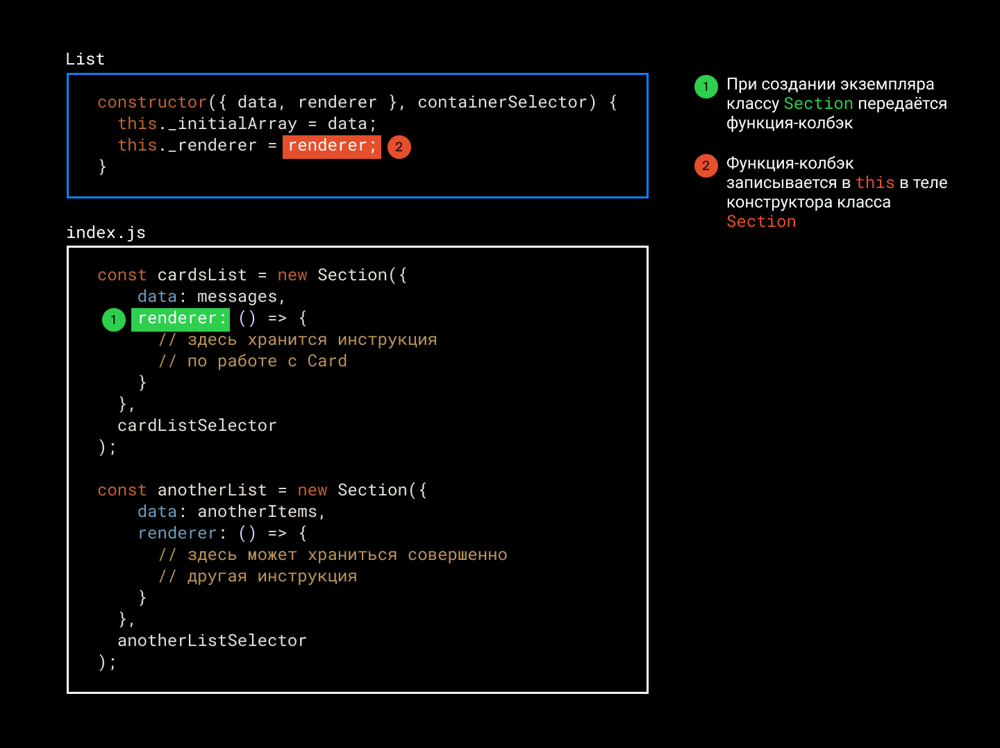 List
constructor({ data, renderer }, containerSelector) {
  this._initialArray = data;
  this._renderer = renderer; 2
}
index.js
const cardsList = new Section({
    data: messages,
1 renderer: () => {
      // здесь хранится инструкция
      // по работе с Card
    }
  },
  cardListSelector
);
const anotherList = new Section({
    data: anotherItems,
    renderer: () => {
      // здесь может храниться совершенно
      // другая инструкция
    }
  },
  anotherListSelector
);
1 При создании экземпляра
классу Section передаётся
функция-колбэк
2 Функция-колбэк
записывается в this в теле
конструктора класса
Section